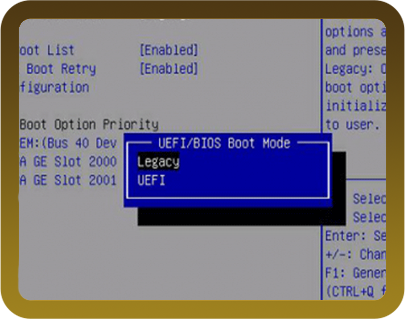 options a
and prese
oot List [Enabled]
Legacy: O
Boot Retry [Enabled]
boot opti
figuration
initializ
Boot Option Priority
to user.
EM:(Bus 40 Dev
UEFI/BIOS Boot Mode
A GE Slot 2000
Legacy
A GE Slot 2001
UEFI
Selec
Selec
Enter: Se
+/-: Chan
F1: Gener
(CTRL+Q f